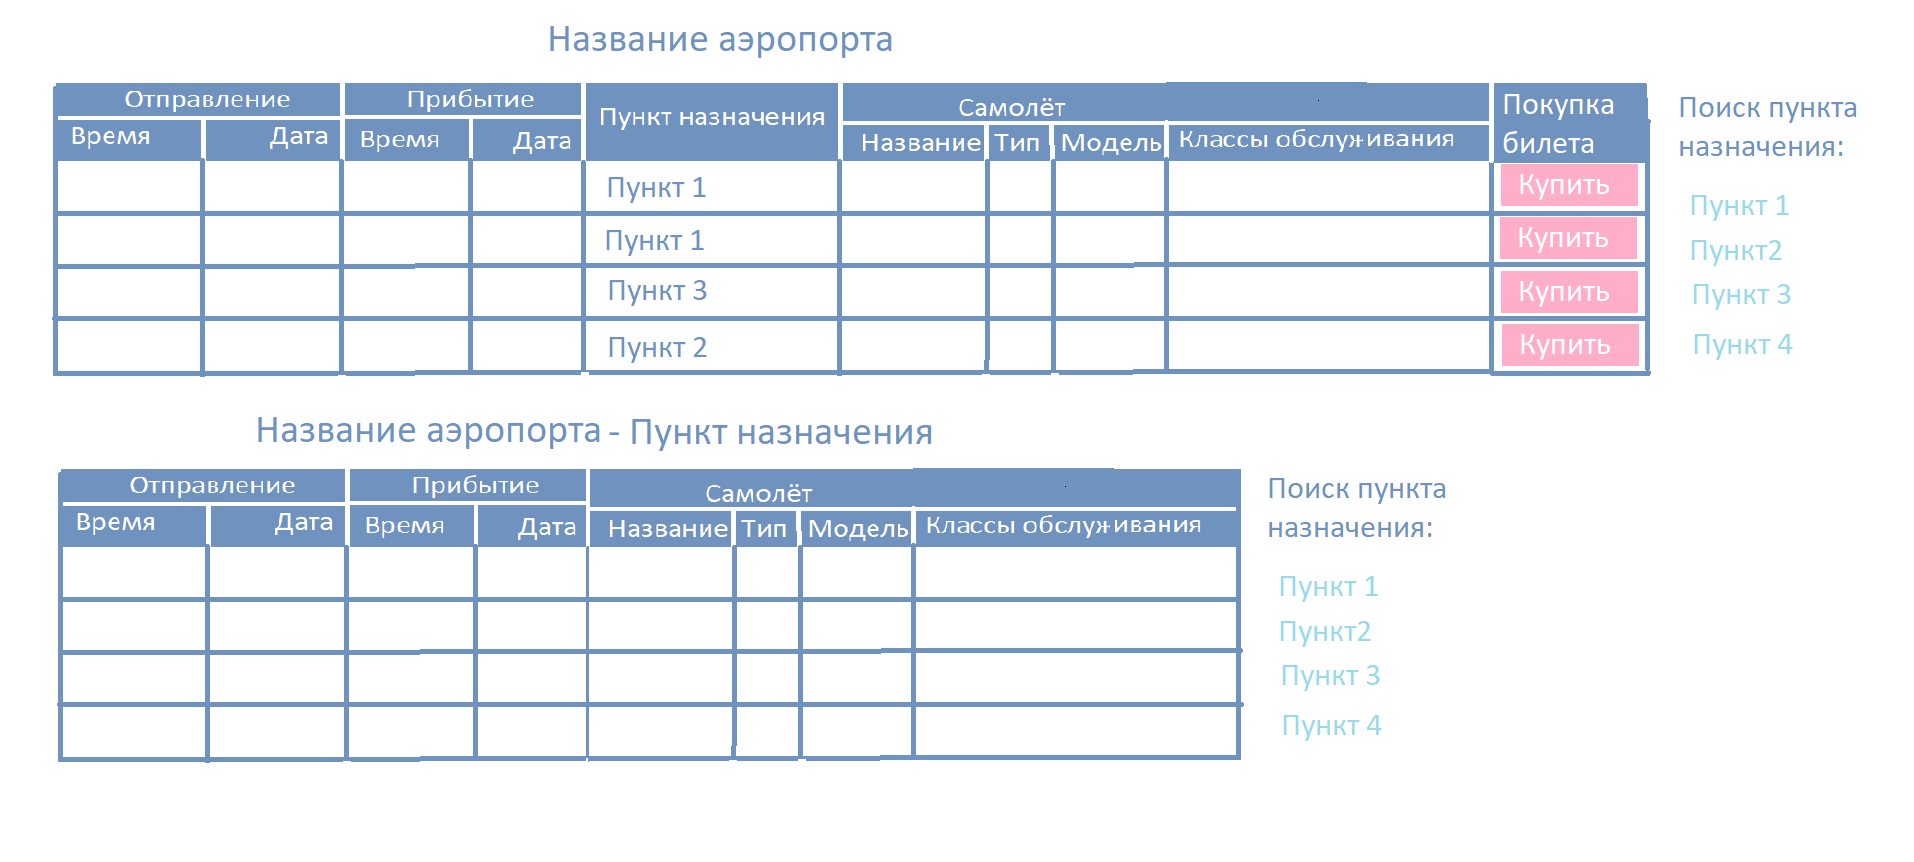 Название аэропорта
Отправление Прибытие Пункт назначения Самолёт Покупка билета
Время Дата Время Дата Название Тип Модель Классы обслуживания
Пункт 1 Купить
Пункт 1 Купить
Пункт 3 Купить
Пункт 2 Купить
Поиск пункта
назначения:
Пункт 1
Пункт2
Пункт 3
Пункт 4
Название аэропорта - Пункт назначения
Отправление Прибытие Самолёт
Время Дата Время Дата Название Тип Модель Классы обслуживания
Поиск пункта
назначения:
Пункт 1
Пункт2
Пункт 3
Пункт 4